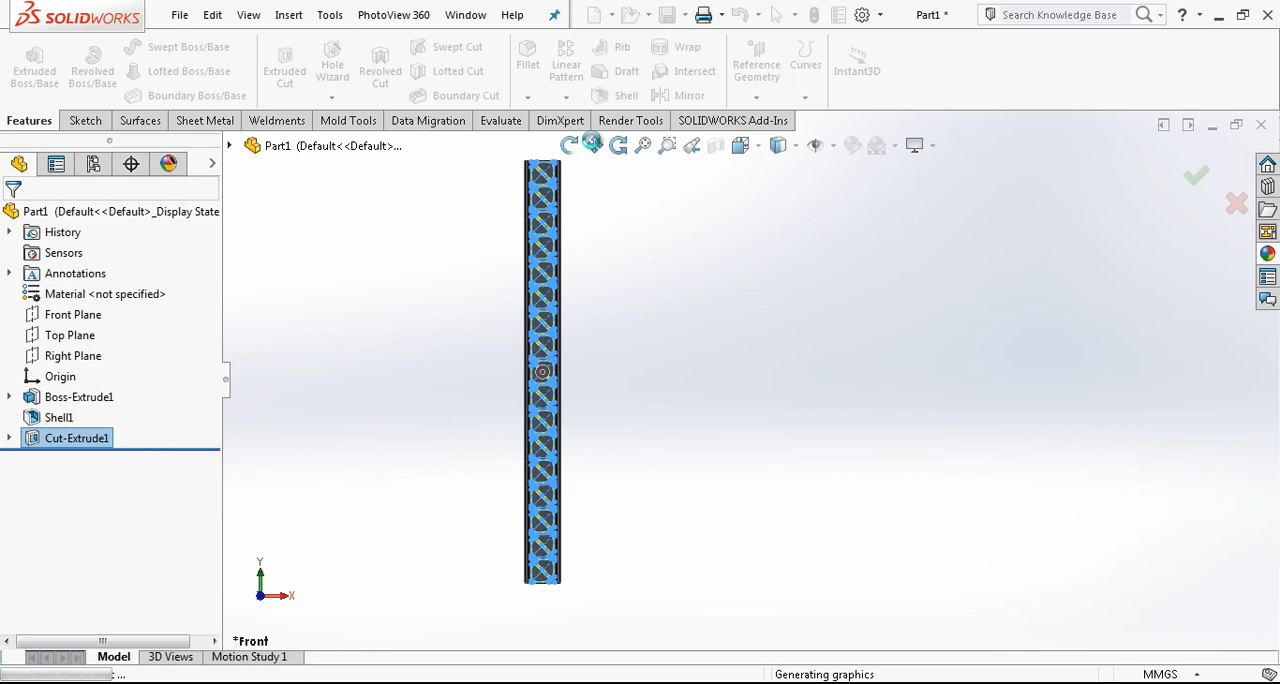 SOLIDWORKS File Edit View Insert Tools PhotoView 360 Window Help Part1 * Search Knowledge Base ?
Extruded Boss/Base Revolved Boss/Base Swept Boss/Base Lofted Boss/Base Boundary Boss/Base Extruded Cut Hole Wizard Revolved Cut Swept Cut Lofted Cut Boundary Cut Fillet Linear Pattern Rib Draft Shell Wrap Intersect Mirror Reference Geometry Curves Instant3D
Features Sketch Surfaces Sheet Metal Weldments Mold Tools Data Migration Evaluate DimXpert Render Tools SOLIDWORKS Add-Ins
Part1 (Default<<Default>...
Part1 (Default<<Default>_Display State
History
Sensors
A Annotations
Material <not specified>
Front Plane
Top Plane
Right Plane
Origin
Boss-Extrude1
Shell1
Cut-Extrude1
Y
X
*Front
Model 3D Views Motion Study 1
: ... Generating graphics MMGS